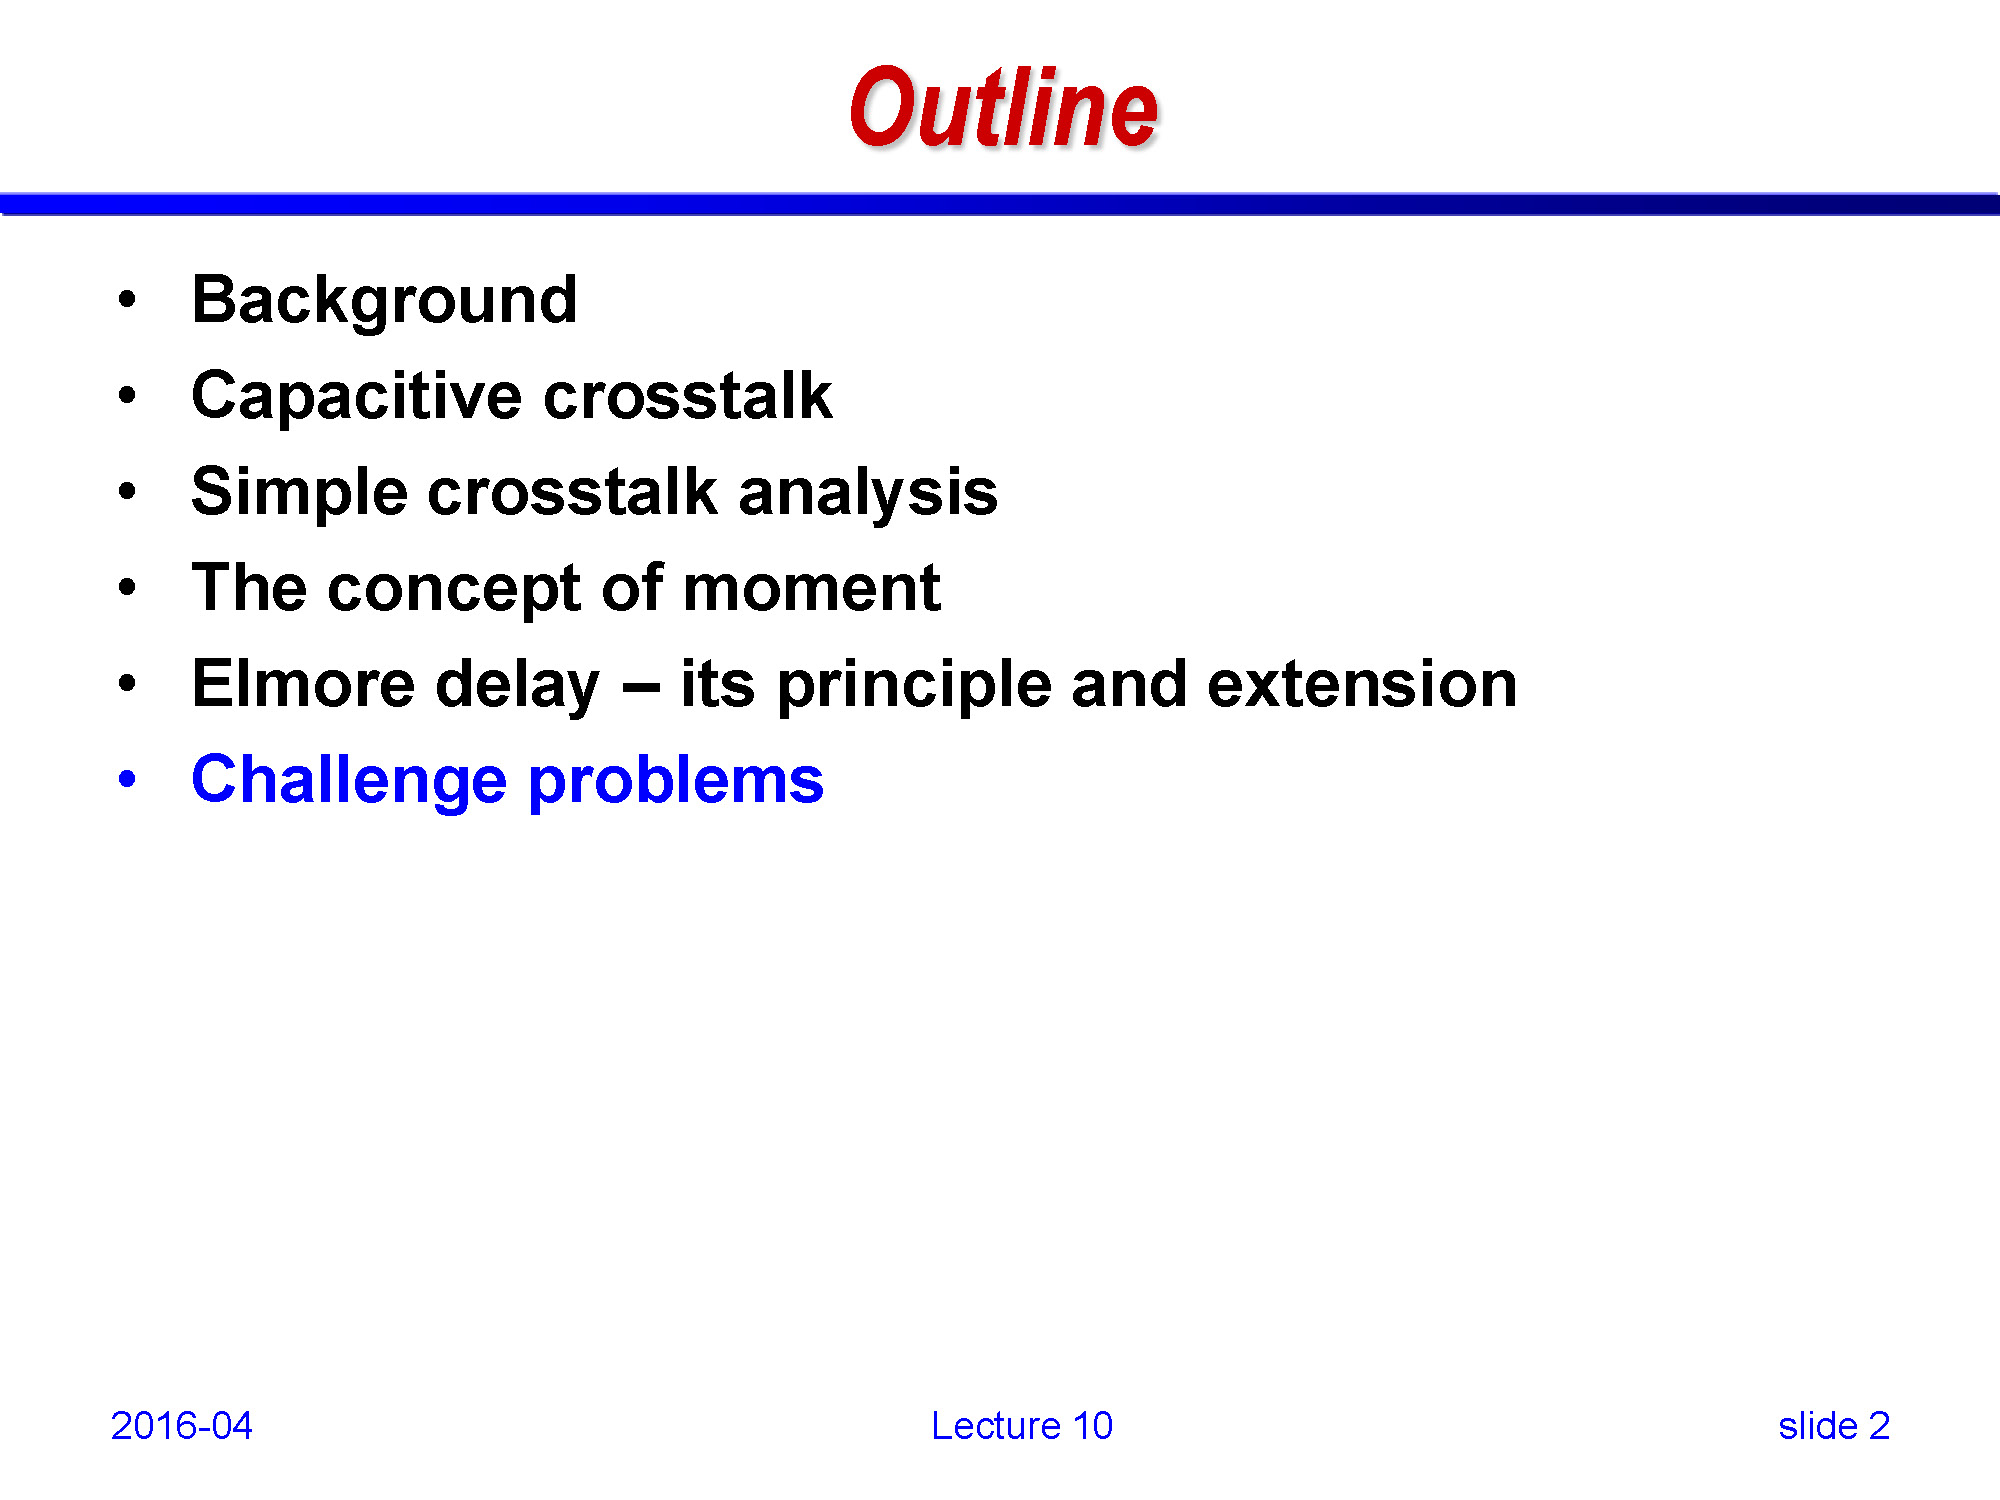 Outline
• Background
• Capacitive crosstalk
• Simple crosstalk analysis
• The concept of moment
• Elmore delay – its principle and extension
• Challenge problems
2016-04 Lecture 10 slide 2